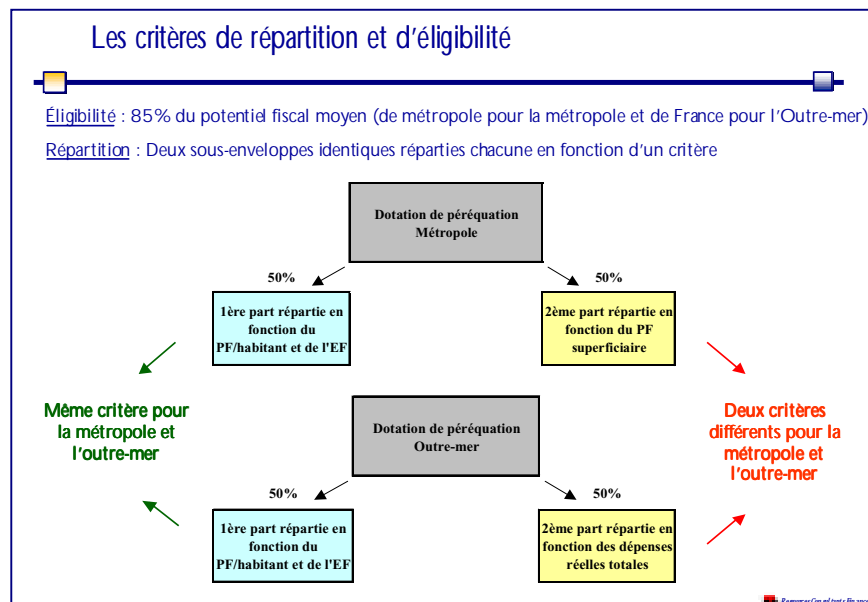 Les critères de répartition et d'éligibilité
Éligibilité : 85% du potentiel fiscal moyen (de métropole pour la métropole et de France pour l'Outre-mer)
Répartition : Deux sous-enveloppes identiques réparties chacune en fonction d'un critère
Dotation de péréquation
Métropole
50%
50%
1ère part répartie en
fonction du
PF/habitant et de l'EF
2ème part répartie en
fonction du PF
superficiaire
Même critère pour
la métropole et
l'outre-mer
Dotation de péréquation
Outre-mer
Deux critères
différents pour la
métropole et
l'outre-mer
50%
50%
1ère part répartie en
fonction du
PF/habitant et de l'EF
2ème part répartie en
fonction des dépenses
réelles totales